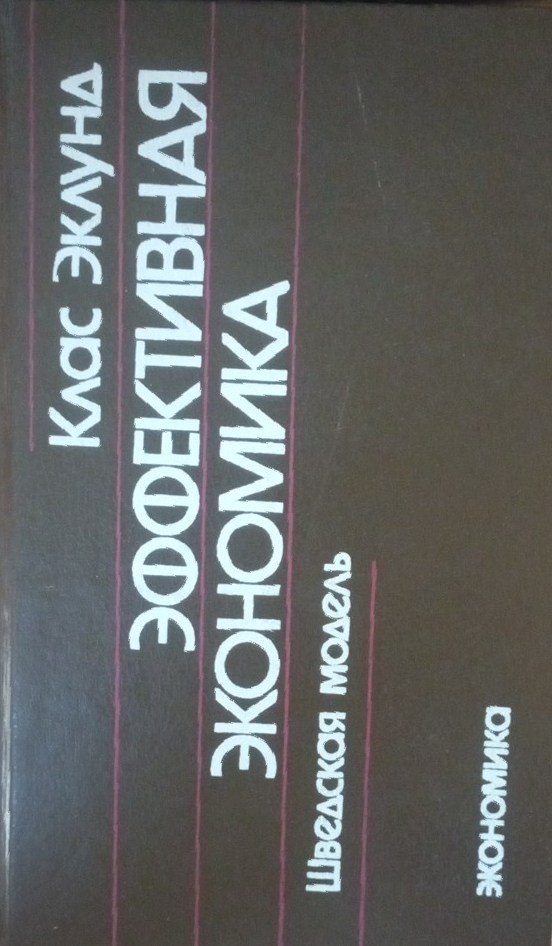 Клас Эклунд
ЭФФЕКТИВНАЯ
ЭКОНОМИКА
Шведская модель
ЭКОНОМИКА